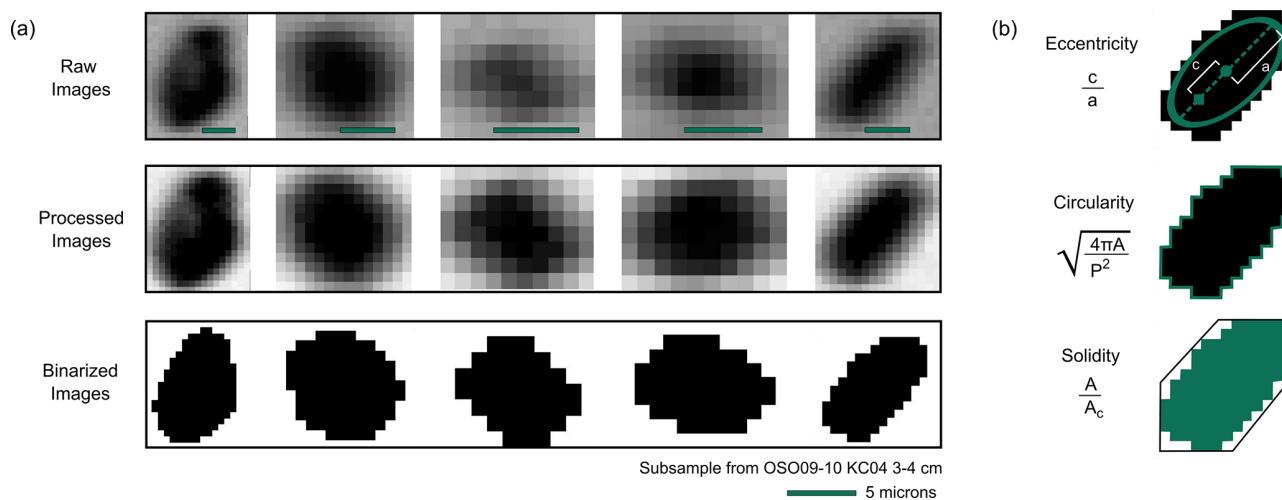 (a)
Raw
Images
Processed
Images
Binarized
Images
Subsample from OSO09-10 KC04 3-4 cm
5 microns
(b)
Eccentricity
c
a
c
a
Circularity
√4πA
P²
Solidity
A
Ac